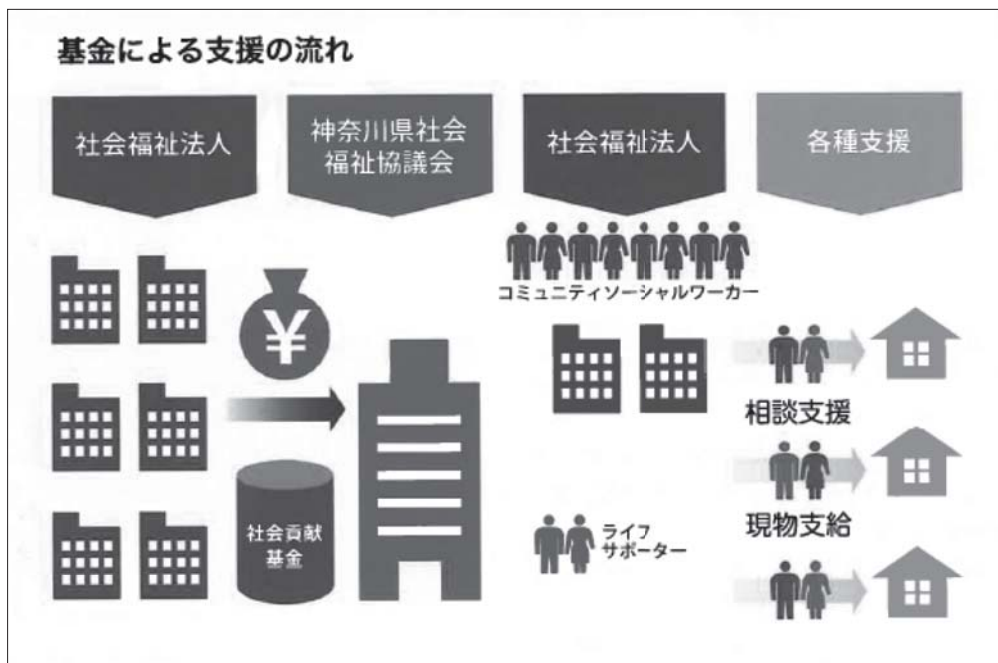 基金による支援の流れ
社会福祉法人
神奈川県社会
福祉協議会
社会福祉法人
各種支援
コミュニティソーシャルワーカー
¥
相談支援
社会貢献
基金
ライフ
サポーター
現物支給